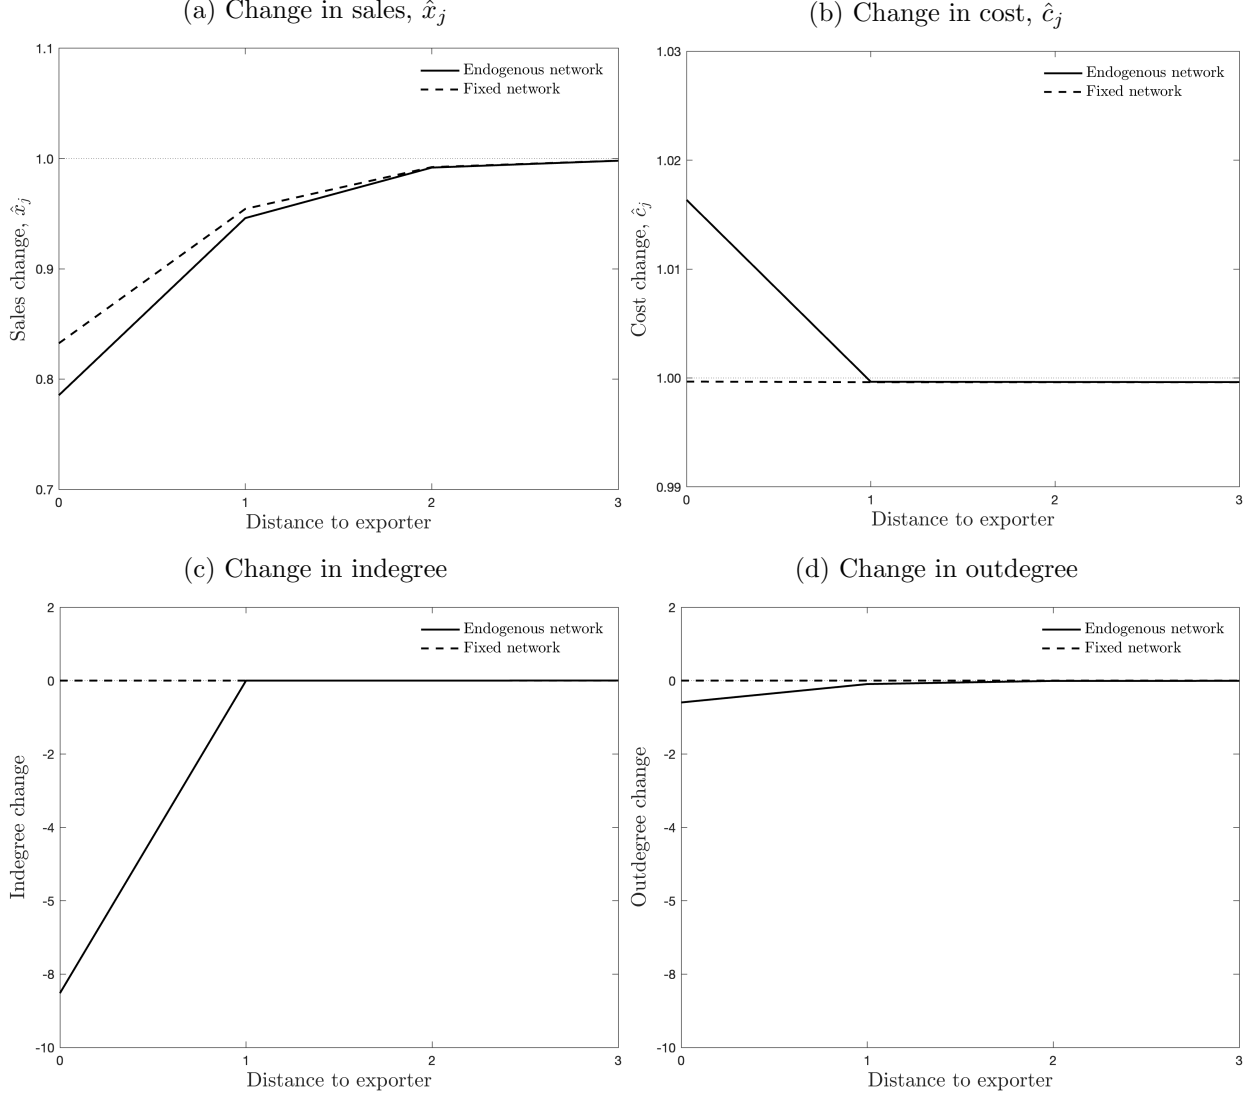 (a) Change in sales, x̂_j
1.1
1.0
0.9
0.8
0.7
Sales change, x̂_j
Endogenous network
Fixed network
0 1 2 3
Distance to exporter
(b) Change in cost, ĉ_j
1.03
1.02
1.01
1.00
0.99
Cost change, ĉ_j
Endogenous network
Fixed network
0 1 2 3
Distance to exporter
(c) Change in indegree
2
0
-2
-4
-5
-8
-10
Indegree change
Endogenous network
Fixed network
0 1 2 3
Distance to exporter
(d) Change in outdegree
2
0
-2
-4
-5
-8
-10
Outdegree change
Endogenous network
Fixed network
0 1 2 3
Distance to exporter